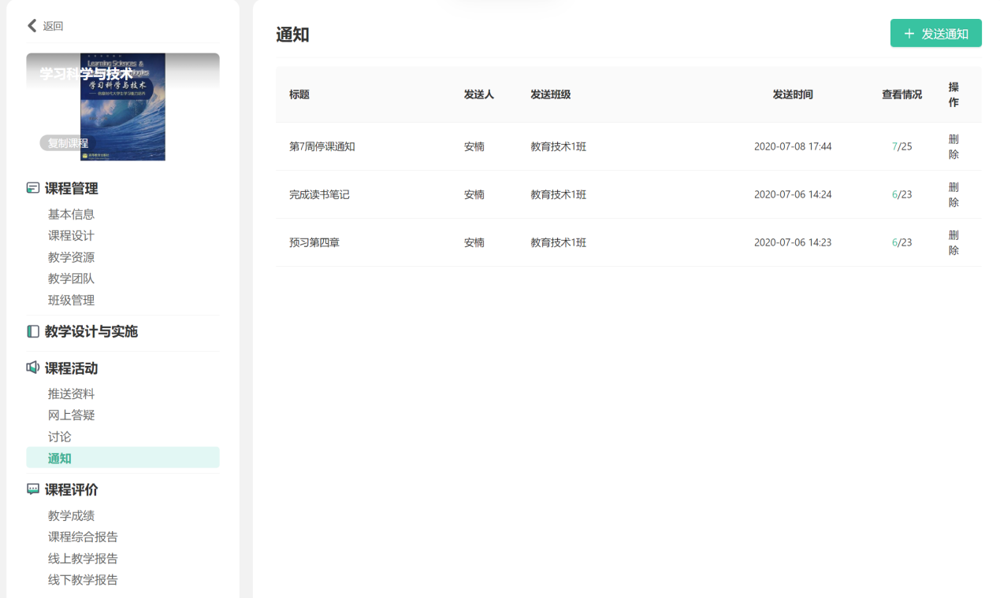 返回
Learning Sciences &
学习科学与技术
学习科学与技术
复制课程
课程管理
基本信息
课程设计
教学资源
教学团队
班级管理
教学设计与实施
课程活动
推送资料
网上答疑
讨论
通知
课程评价
教学成绩
课程综合报告
线上教学报告
线下教学报告
通知
+ 发送通知
标题 发送人 发送班级 发送时间 查看情况 操作
第7周停课通知 安楠 教育技术1班 2020-07-08 17:44 7/25 删除
完成读书笔记 安楠 教育技术1班 2020-07-06 14:24 6/23 删除
预习第四章 安楠 教育技术1班 2020-07-06 14:23 6/23 删除